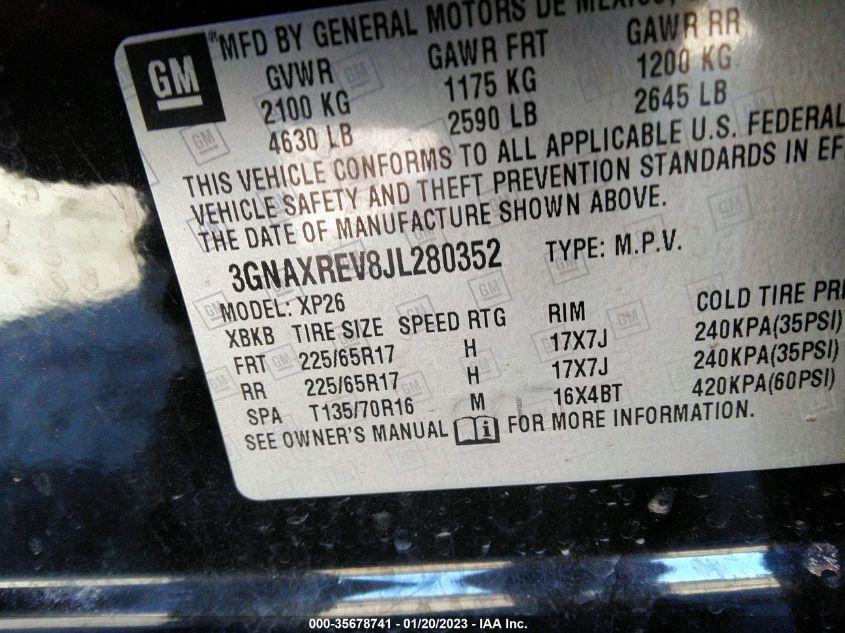 GM
®MFD BY GENERAL MOTORS DE MEXICO,
GVWR GAWR FRT GAWR RR
2100 KG 1175 KG 1200 KG
4630 LB 2590 LB 2645 LB
THIS VEHICLE CONFORMS TO ALL APPLICABLE U.S. FEDERAL
VEHICLE SAFETY AND THEFT PREVENTION STANDARDS IN EF
THE DATE OF MANUFACTURE SHOWN ABOVE.
3GNAXREV8JL280352 TYPE: M.P.V.
MODEL: XP26
XBKB TIRE SIZE SPEED RTG RIM COLD TIRE PRE
FRT 225/65R17 H 17X7J 240KPA(35PSI)
RR 225/65R17 H 17X7J 240KPA(35PSI)
SPA T135/70R16 M 16X4BT 420KPA(60PSI)
SEE OWNER'S MANUAL i FOR MORE INFORMATION.
000-35678741 — 01/20/2023 — IAA Inc.